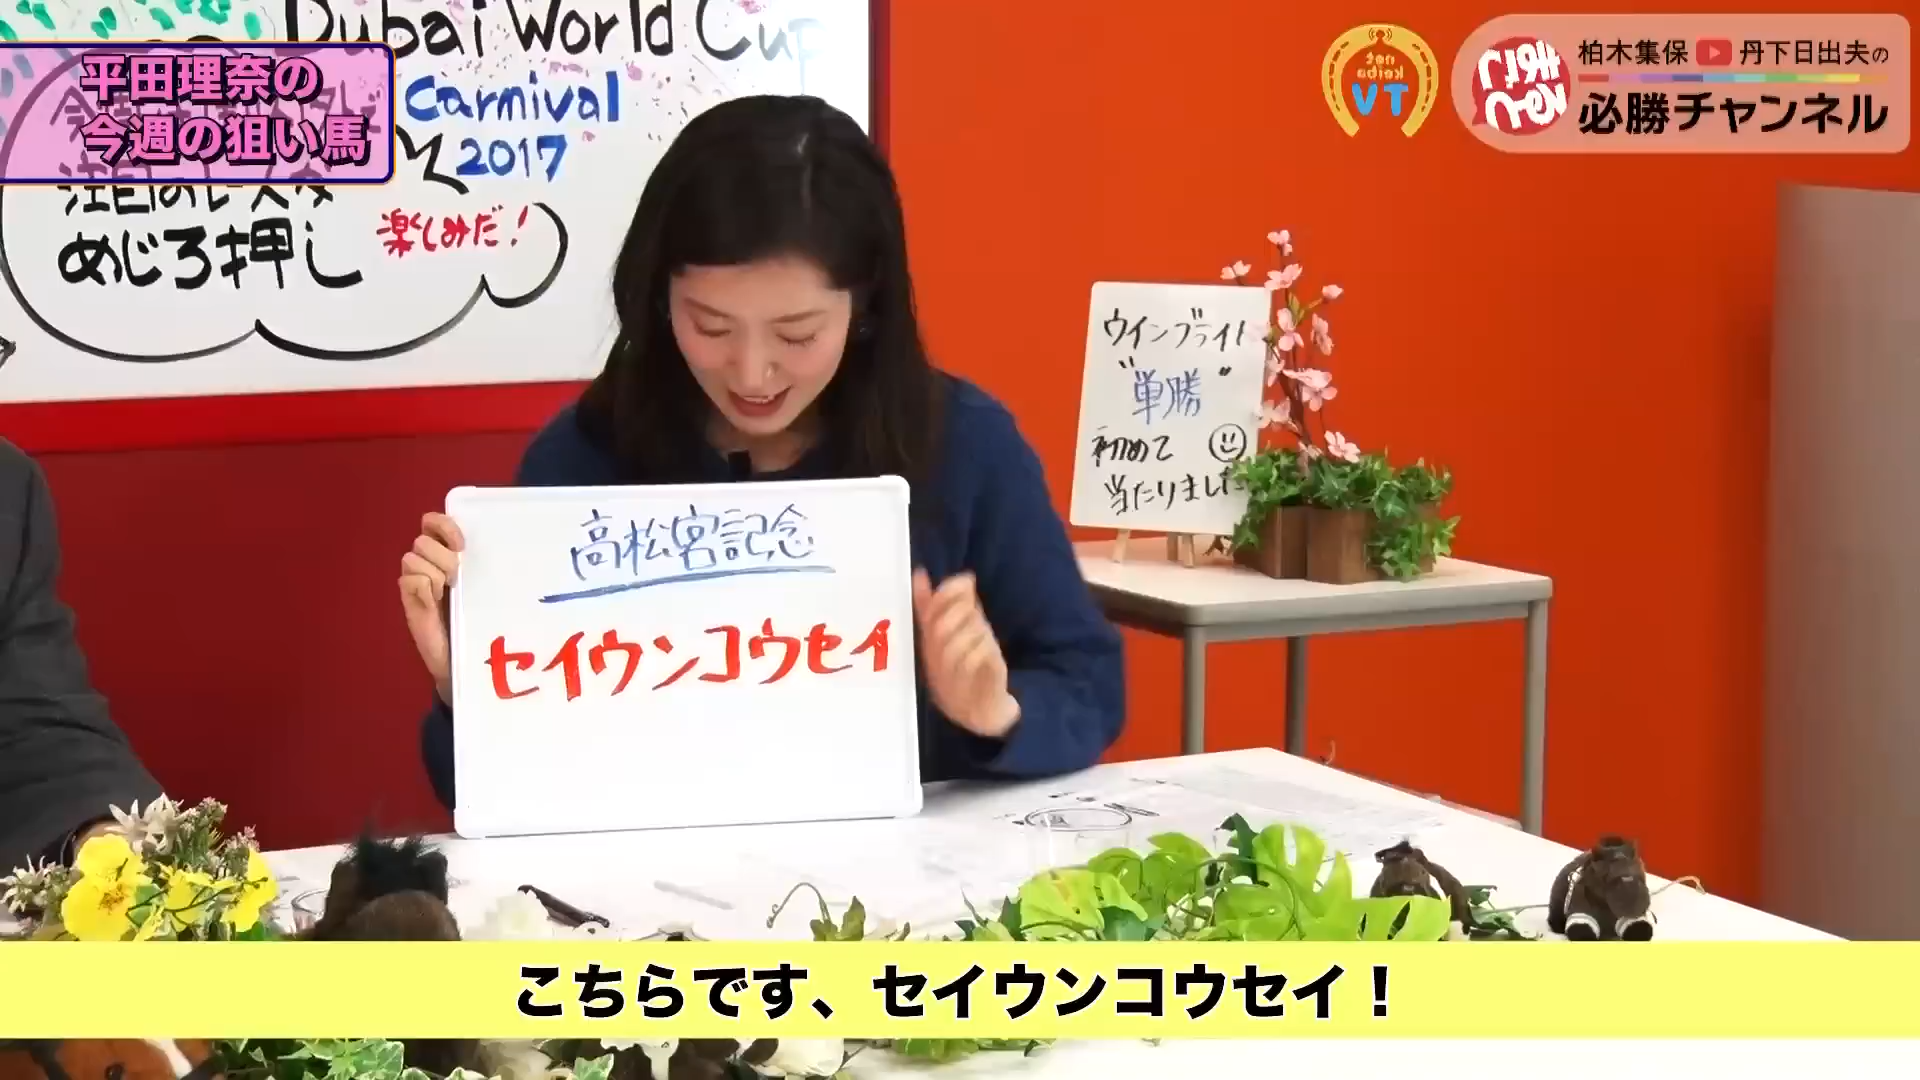 Dubai World Cup
Carnival
2017
平田理奈の
今週の狙い馬
めじろ押し
楽しみだ!
net
keiba
TV
柏木集保 丹下日出夫の
必勝チャンネル
ウインブライト
"単勝"
初めて
当たりました
高松宮記念
セイウンコウセイ
こちらです、セイウンコウセイ!